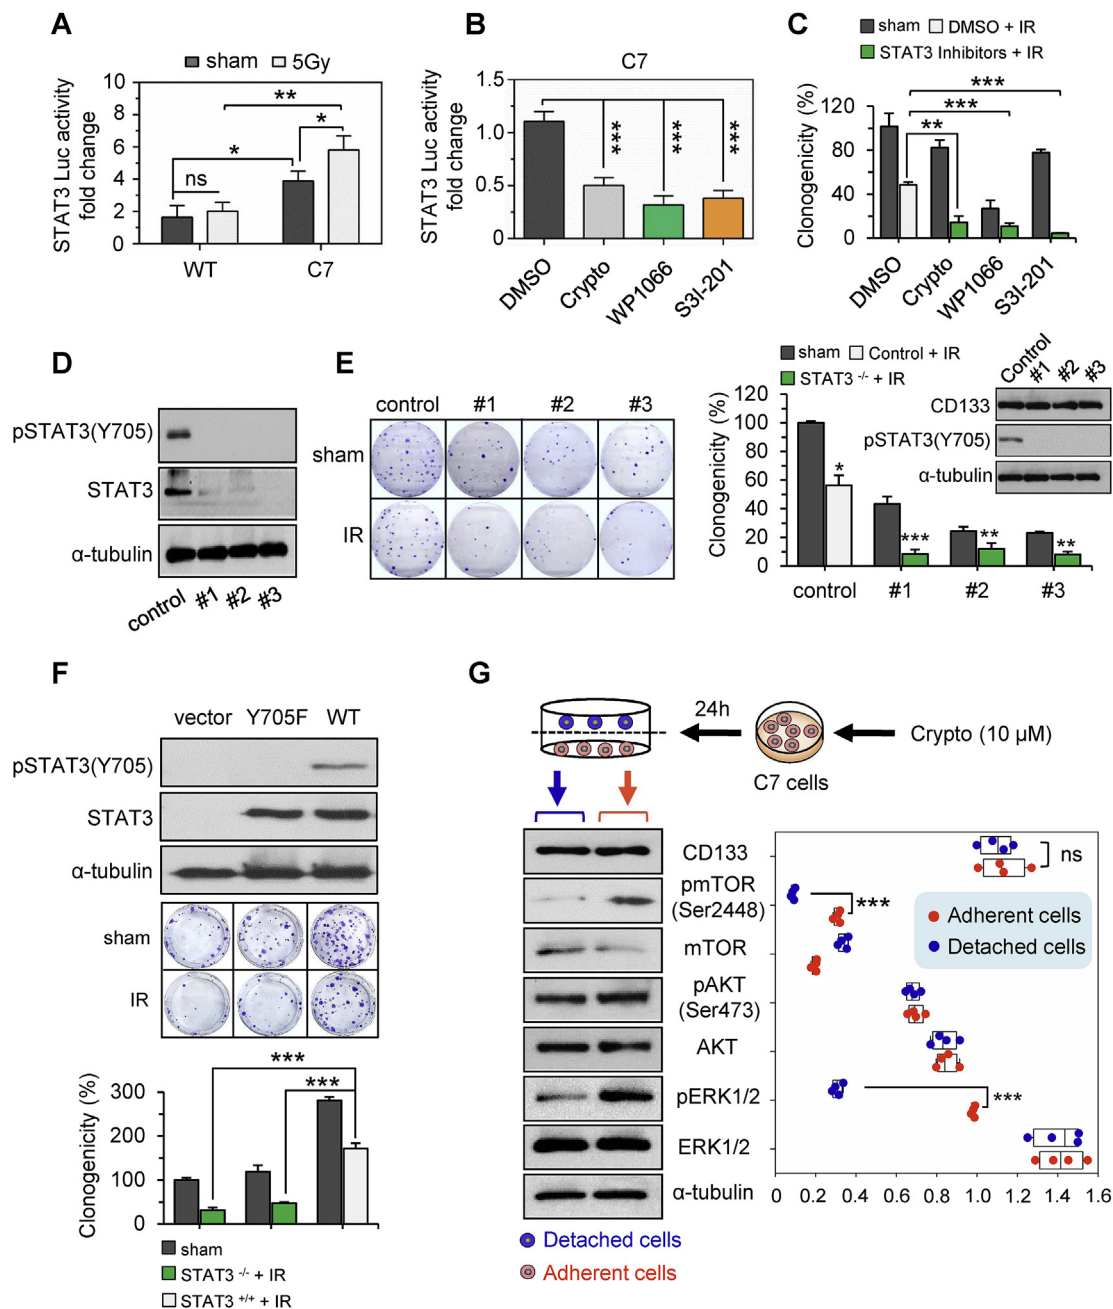 A
sham 5Gy
STAT3 Luc activity
fold change
10
8
6
4
2
0
**
*
*
ns
WT C7
B
C7
STAT3 Luc activity
fold change
1.5
1.0
0.5
0
***
***
***
DMSO
Crypto
WP1066
S3I-201
C
sham DMSO + IR
STAT3 Inhibitors + IR
Clonogenicity (%)
120
80
40
0
***
***
**
DMSO
Crypto
WP1066
S3I-201
D
pSTAT3(Y705)
STAT3
α-tubulin
control #1 #2 #3
E
control #1 #2 #3
sham
IR
sham Control + IR
STAT3 -/- + IR
Clonogenicity (%)
120
100
80
60
40
20
0
*
***
**
**
control #1 #2 #3
Control #1 #2 #3
CD133
pSTAT3(Y705)
α-tubulin
F
vector Y705F WT
pSTAT3(Y705)
STAT3
α-tubulin
sham
IR
Clonogenicity (%)
300
200
100
0
***
***
sham
STAT3 -/- + IR
STAT3 +/+ + IR
G
24h
C7 cells
Crypto (10 µM)
CD133
pmTOR
(Ser2448)
mTOR
pAKT
(Ser473)
AKT
pERK1/2
ERK1/2
α-tubulin
ns
***
Adherent cells
Detached cells
***
0 0.2 0.4 0.6 0.8 1.0 1.2 1.4 1.6
Detached cells
Adherent cells